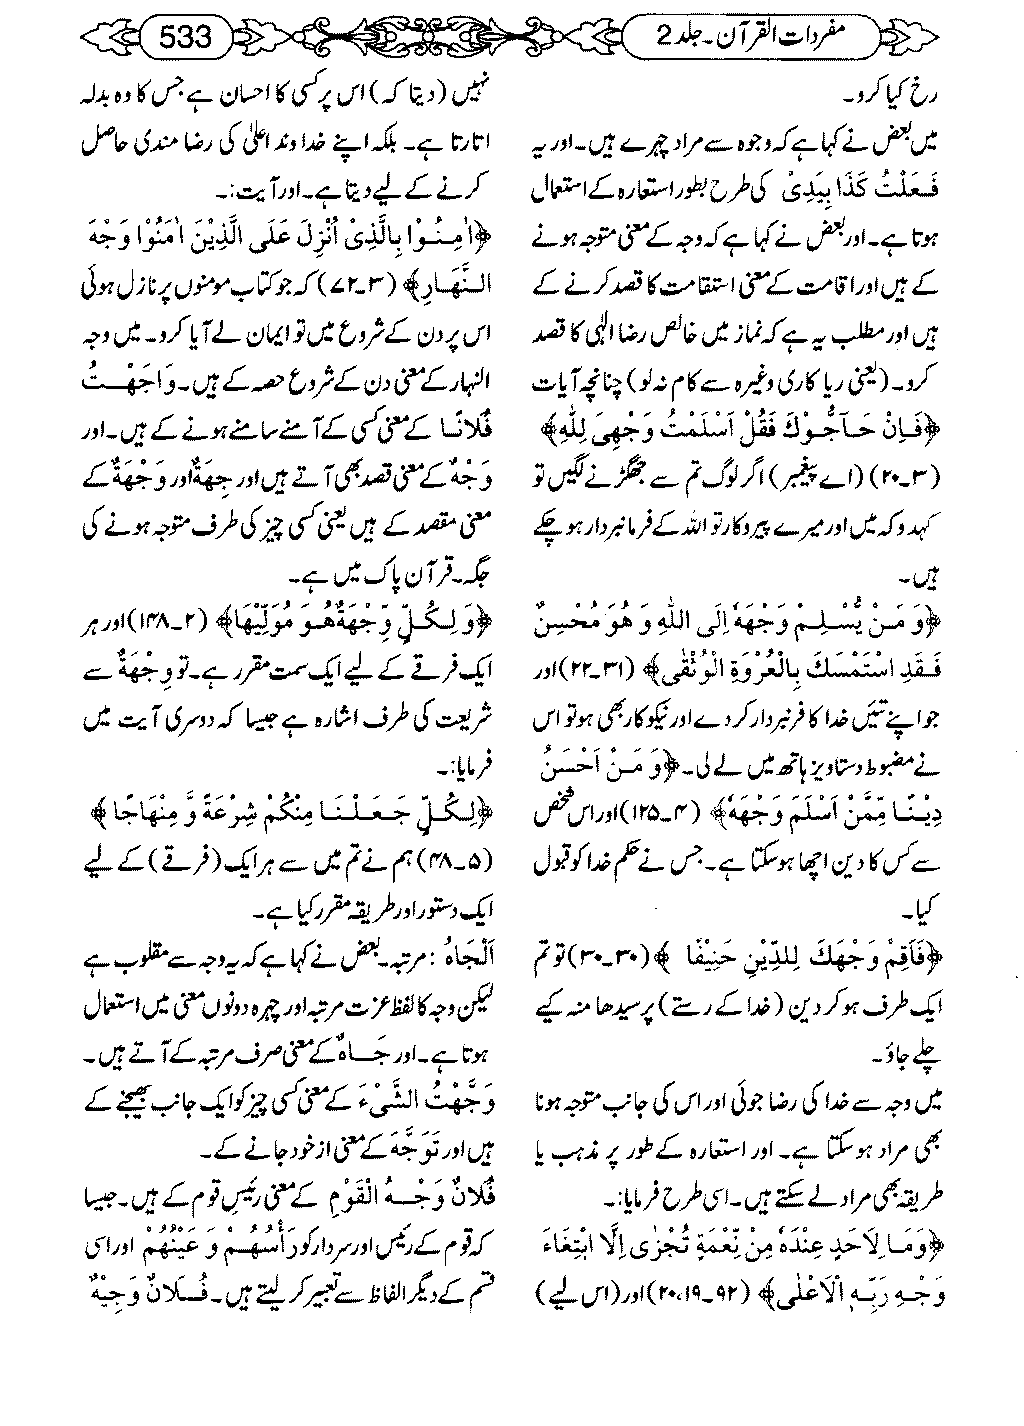 مفردات القرآن۔ جلد 2
533
رخ کیا کرو۔
میں بعض نے کہا ہے کہ وجوہ سے مراد چہرے ہیں۔ اور یہ
فَعَلْتُ كَذَا بِيَدِىْ کی طرح بطور استعارہ کے استعمال
ہوتا ہے۔ اور بعض نے کہا ہے کہ وجہ کے معنی متوجہ ہونے
کے ہیں اور اقامت کے معنی استقامت کا قصد کرنے کے
ہیں اور مطلب یہ ہے کہ نماز میں خالص رضا الٰہی کا قصد
کرو۔ (یعنی ریا کاری وغیرہ سے کام نہ لو) چنانچہ آیات
﴿فَاِنْ حَآجُّوْكَ فَقُلْ اَسْلَمْتُ وَجْهِىَ لِلّٰهِ﴾
(۳۔۲۰) (اے پیغمبر) اگر لوگ تم سے جھگڑنے لگیں تو
کہدو کہ میں اور میرے پیرو کار تو اللہ کے فرمانبردار ہو چکے
ہیں۔
﴿وَمَنْ يُّسْلِمْ وَجْهَهٗ اِلَى اللّٰهِ وَهُوَ مُحْسِنٌ
فَقَدِ اسْتَمْسَكَ بِالْعُرْوَةِ الْوُثْقٰى﴾ (۳۱۔۲۲) اور
جو اپنے تئیں خدا کا فرنبردار کر دے اور نیکو کار بھی ہو تو اس
نے مضبوط دستاویز ہاتھ میں لے لی۔ ﴿وَمَنْ اَحْسَنُ
دِيْنًا مِّمَّنْ اَسْلَمَ وَجْهَهٗ﴾ (۴۔۱۲۵) اور اس شخص
سے کس کا دین اچھا ہو سکتا ہے۔ جس نے حکم خدا کو قبول
کیا۔
﴿فَاَقِمْ وَجْهَكَ لِلدِّيْنِ حَنِيْفًا﴾ (۳۰۔۳۰) تو تم
ایک طرف ہو کر دین (خدا کے رستے) پر سیدھا منہ کیے
چلے جاؤ۔
میں وجہ سے خدا کی رضا جوئی اور اس کی جانب متوجہ ہونا
بھی مراد ہو سکتا ہے۔ اور استعارہ کے طور پر مذہب یا
طریقہ بھی مراد لے سکتے ہیں۔ اسی طرح فرمایا:۔
﴿وَمَا لِاَحَدٍ عِنْدَهٗ مِنْ نِّعْمَةٍ تُجْزٰى اِلَّا ابْتِغَاءَ
وَجْهِ رَبِّهِ الْاَعْلٰى﴾ (۹۲۔۲۰،۱۹) اور (اس لیے)
نہیں (دیتا کہ) اس پر کسی کا احسان ہے جس کا وہ بدلہ
اتارتا ہے۔ بلکہ اپنے خداوند اعلیٰ کی رضا مندی حاصل
کرنے کے لیے دیتا ہے۔ اور آیت:۔
﴿اٰمِنُوْا بِالَّذِىْ اُنْزِلَ عَلَى الَّذِيْنَ اٰمَنُوْا وَجْهَ
النَّهَارِ﴾ (۳۔۷۲) کہ جو کتاب مومنوں پر نازل ہوئی
اس پر دن کے شروع میں تو ایمان لے آیا کرو۔ میں وجہ
النہار کے معنی دن کے شروع حصہ کے ہیں۔ وَاجَهْتُ
فُلَانًا کے معنی کسی کے آمنے سامنے ہونے کے ہیں۔ اور
وَجْهٌ کے معنی قصد بھی آتے ہیں اور جِهَةٌ اور وَجْهَةٌ کے
معنی مقصد کے ہیں یعنی کسی چیز کی طرف متوجہ ہونے کی
جگہ۔ قرآن پاک میں ہے۔
﴿وَلِكُلٍّ وِّجْهَةٌ هُوَ مُوَلِّيْهَا﴾ (۲۔۱۴۸) اور ہر
ایک فرقے کے لیے ایک سمت مقرر ہے۔ تو وِجْهَةٌ سے
شریعت کی طرف اشارہ ہے جیسا کہ دوسری آیت میں
فرمایا:۔
﴿لِكُلٍّ جَعَلْنَا مِنْكُمْ شِرْعَةً وَّمِنْهَاجًا﴾
(۵۔۴۸) ہم نے تم میں سے ہر ایک (فرقے) کے لیے
ایک دستور اور طریقہ مقرر کیا ہے۔
اَلْجَاهُ: مرتبہ۔ بعض نے کہا ہے کہ یہ وجہ سے مقلوب ہے
لیکن وجہ کا لفظ عزت مرتبہ اور چہرہ دونوں معنی میں استعمال
ہوتا ہے۔ اور جَاهٌ کے معنی صرف مرتبہ کے آتے ہیں۔
وَجَّهْتُ الشَّىْءَ کے معنی کسی چیز کو ایک جانب بھیجنے کے
ہیں اور تَوَجَّهَ کے معنی از خود جانے کے۔
فُلَانٌ وَجْهُ الْقَوْمِ کے معنی رئیس قوم کے ہیں۔ جیسا
کہ قوم کے رئیس اور سردار کو رَأْسُهُمْ وَ عَيْنُهُمْ اور اسی
قسم کے دیگر الفاظ سے تعبیر کر لیتے ہیں۔ فُلَانٌ وَجِيْهٌ